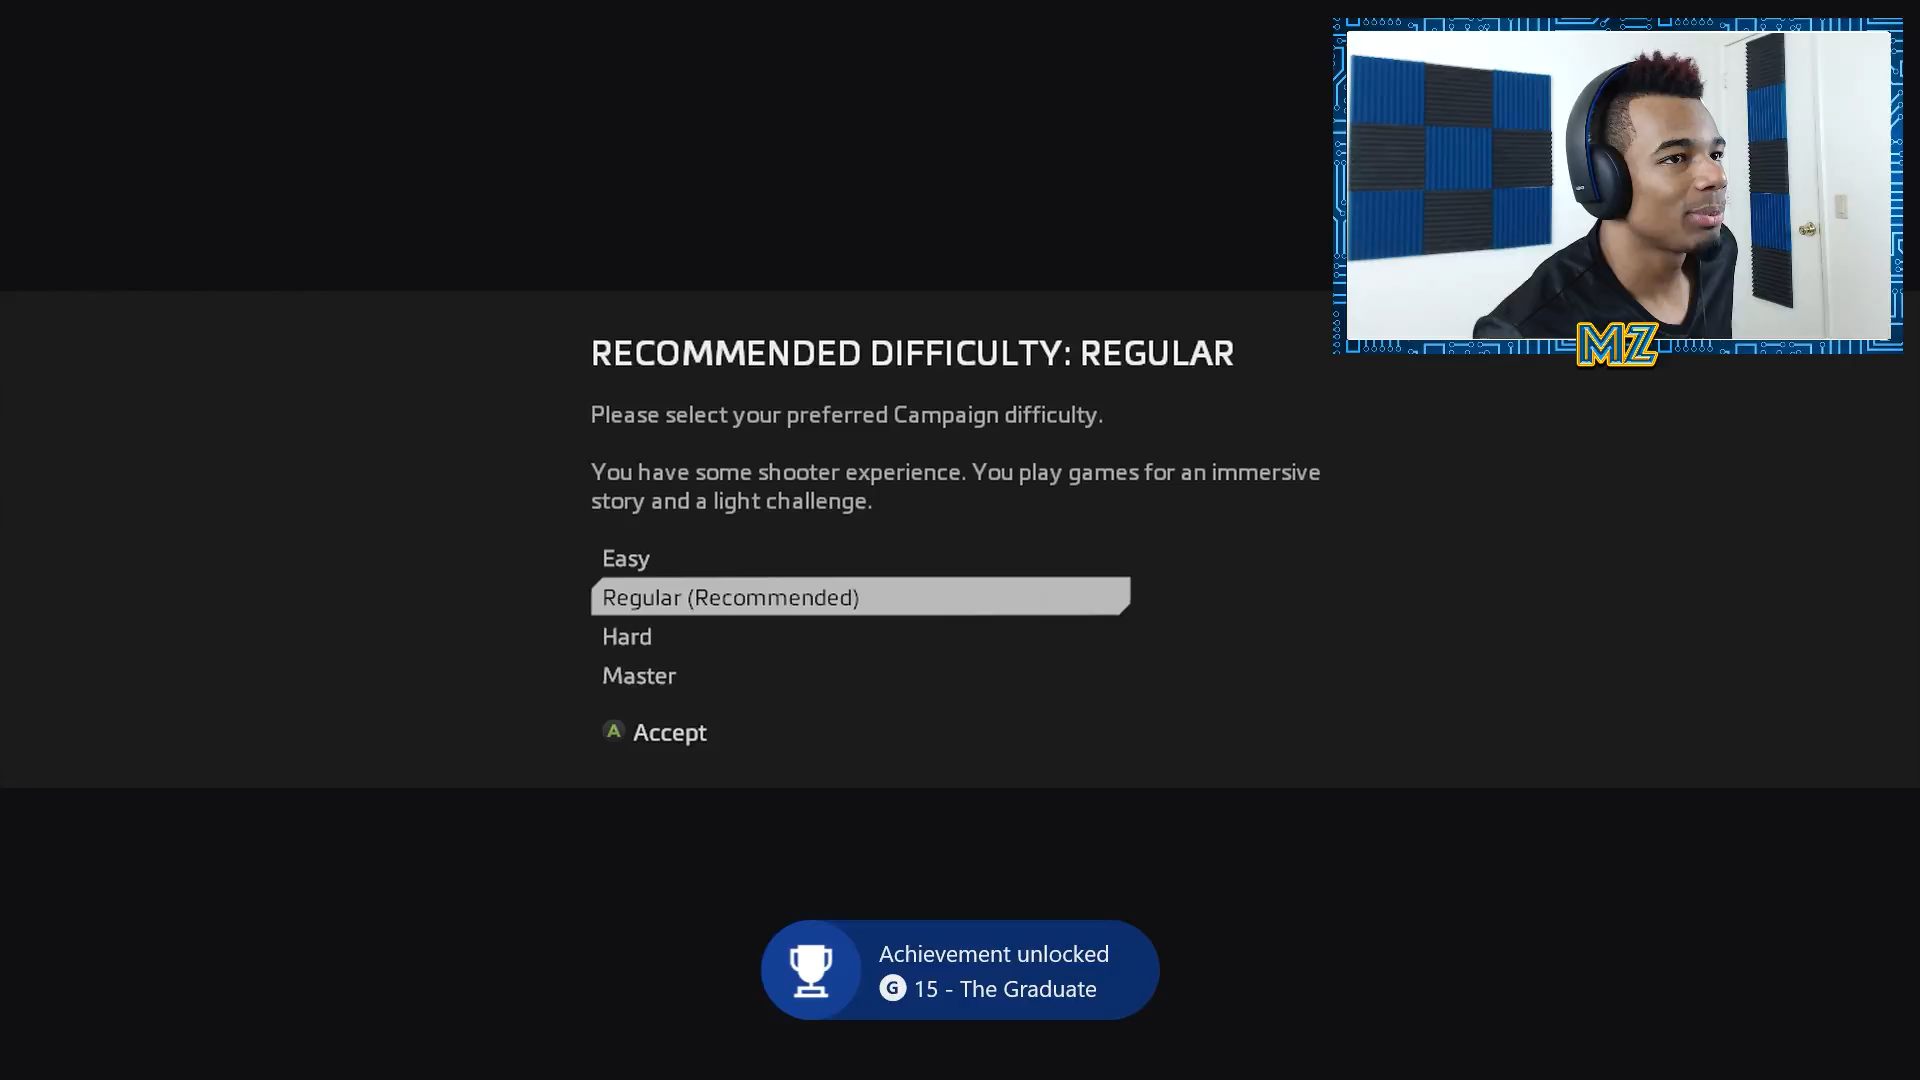 MZ
RECOMMENDED DIFFICULTY: REGULAR
Please select your preferred Campaign difficulty.
You have some shooter experience. You play games for an immersive
story and a light challenge.
Easy
Regular (Recommended)
Hard
Master
A Accept
Achievement unlocked
G 15 - The Graduate